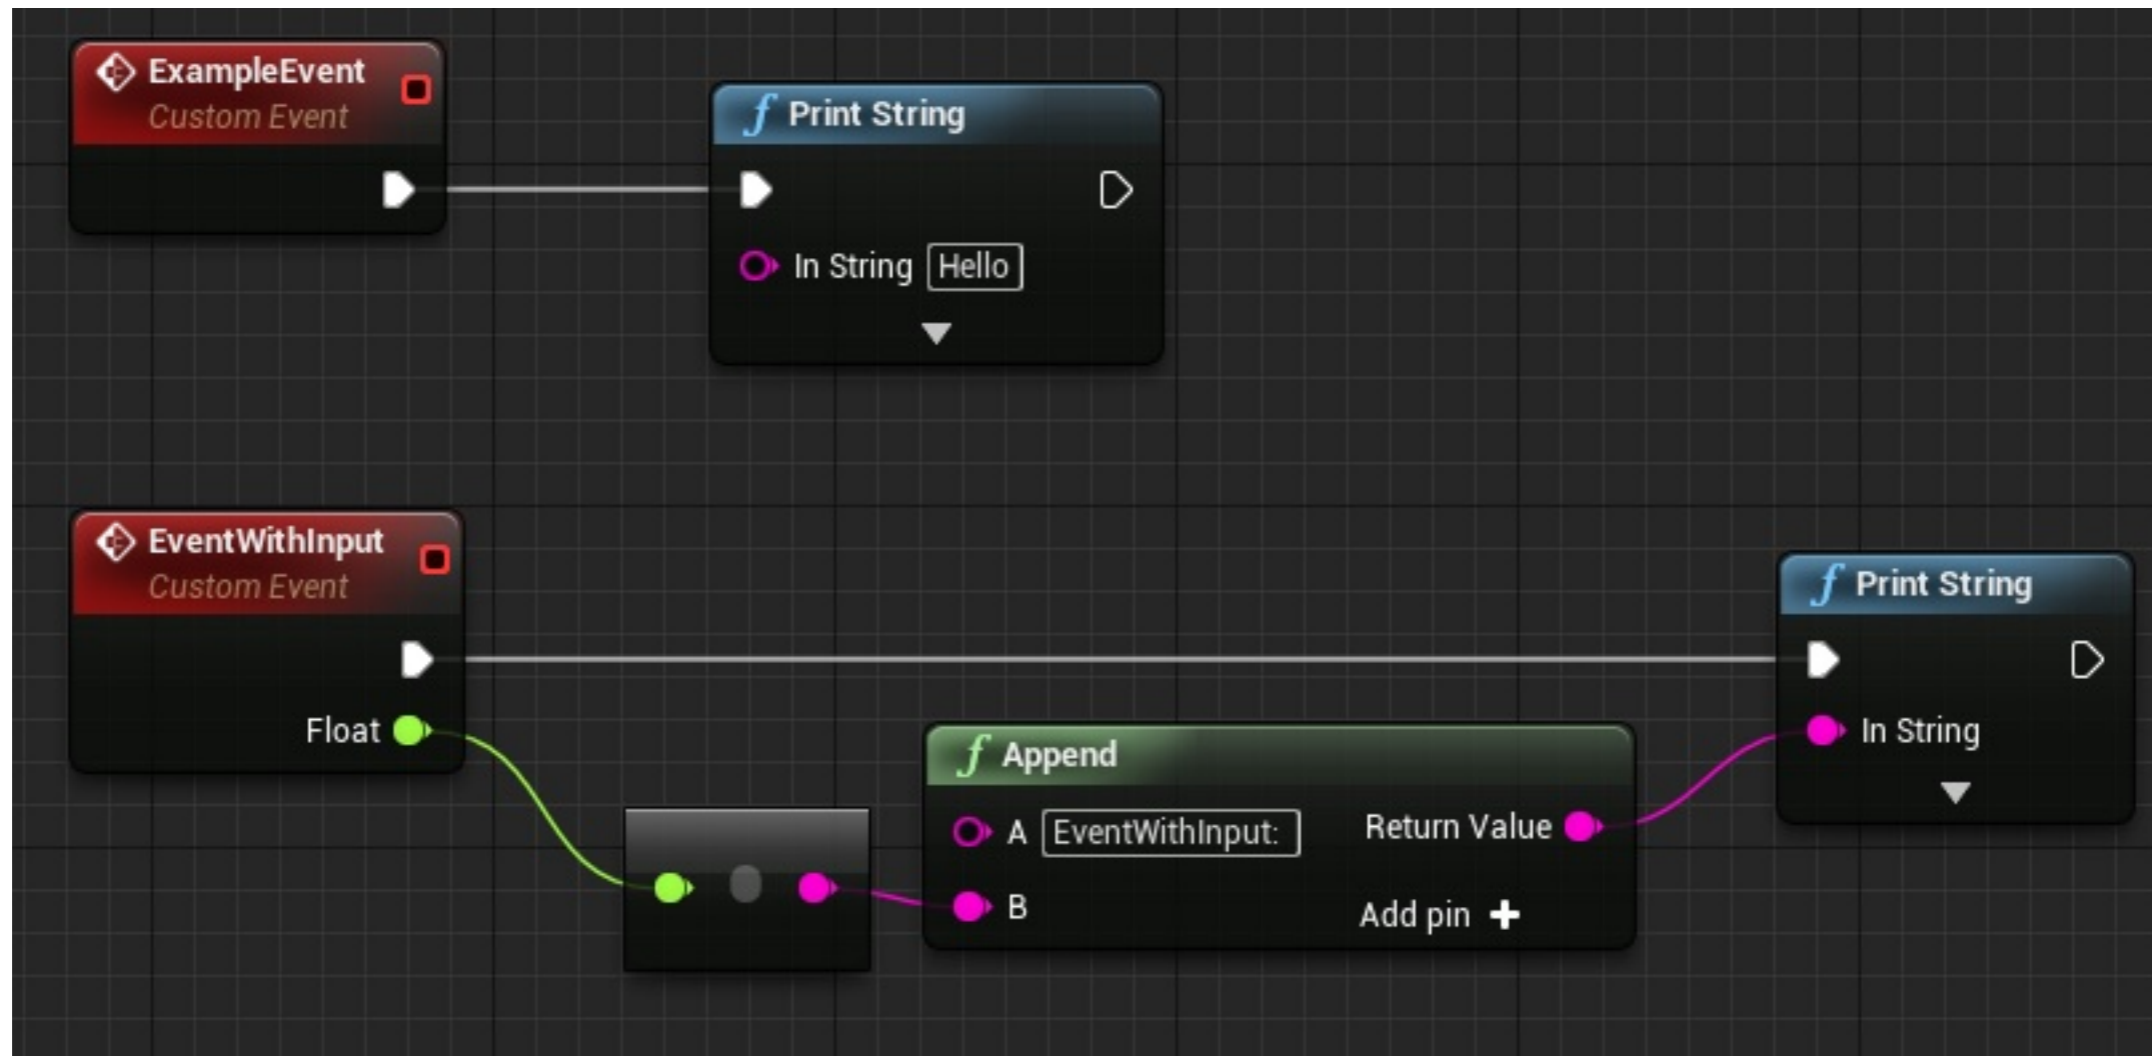 ExampleEvent
Custom Event
f Print String
In String Hello
EventWithInput
Custom Event
Float
f Print String
In String
f Append
A EventWithInput: Return Value
B Add pin +